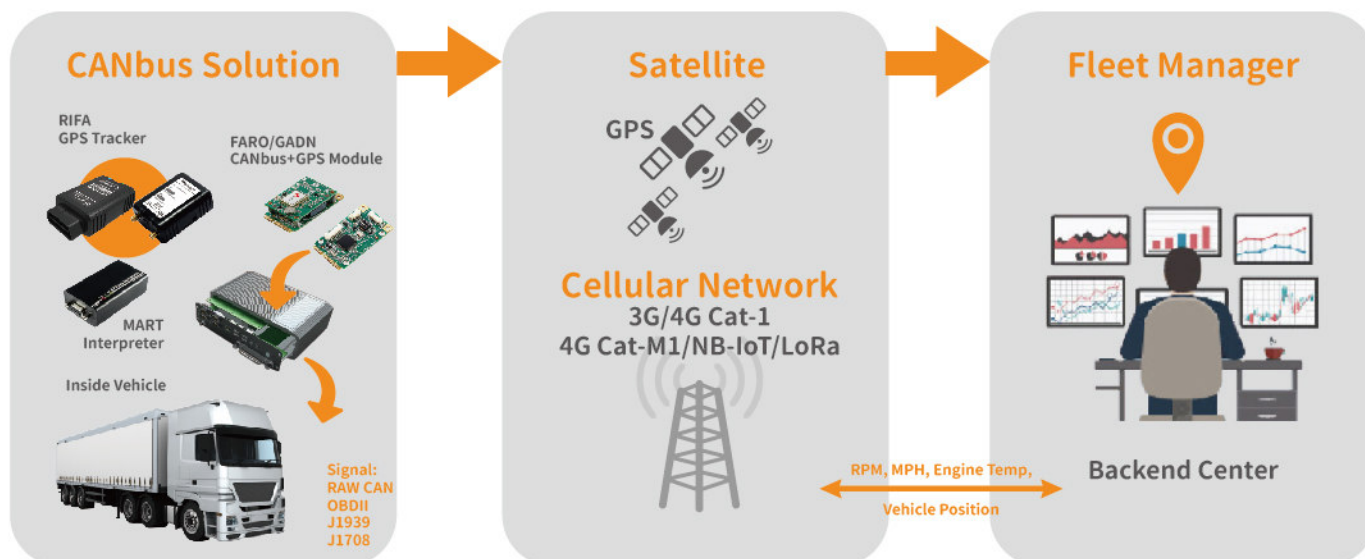 CANbus Solution
RIFA
GPS Tracker
FARO/GADN
CANbus+GPS Module
MART
Interpreter
Inside Vehicle
Signal:
RAW CAN
OBDII
J1939
J1708
Satellite
GPS
Cellular Network
3G/4G Cat-1
4G Cat-M1/NB-IoT/LoRa
Fleet Manager
Backend Center
RPM, MPH, Engine Temp,
Vehicle Position